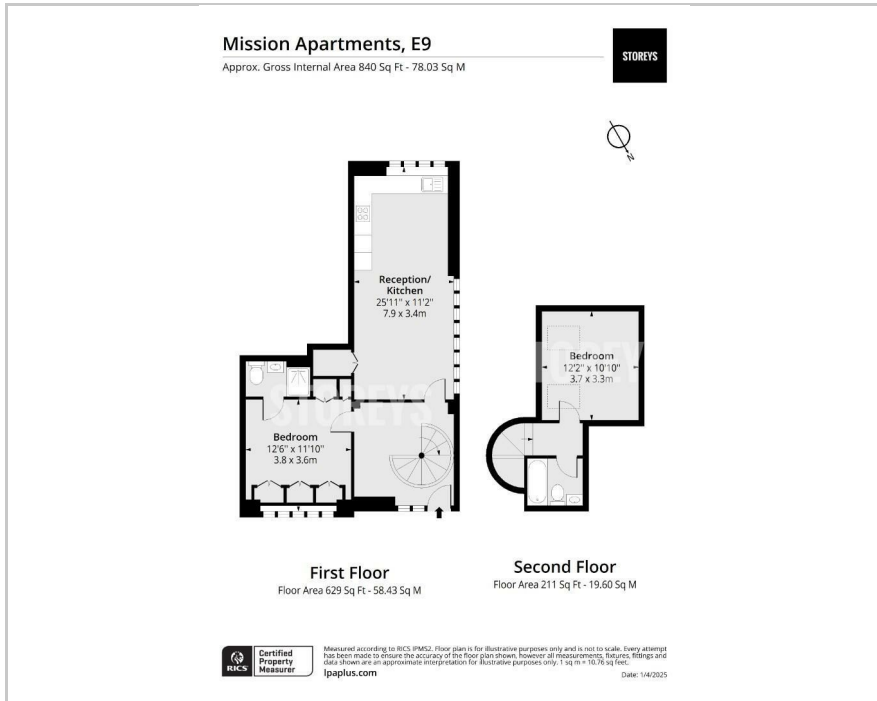 Mission Apartments, E9
Approx. Gross Internal Area 840 Sq Ft - 78.03 Sq M
STOREYS
N
Reception/
Kitchen
25'11" x 11'2"
7.9 x 3.4m
Bedroom
12'2" x 10'10"
3.7 x 3.3m
STOREY
STOREYS
Bedroom
12'6" x 11'10"
3.8 x 3.6m
First Floor
Floor Area 629 Sq Ft - 58.43 Sq M
Second Floor
Floor Area 211 Sq Ft - 19.60 Sq M
RICS
Certified
Property
Measurer
Measured according to RICS IPMS2. Floor plan is for illustrative purposes only and is not to scale. Every attempt
has been made to ensure the accuracy of the floor plan shown, however all measurements, fixtures, fittings and
data shown are an approximate interpretation for illustrative purposes only. 1 sq m = 10.76 sq feet.
lpaplus.com
Date: 1/4/2025